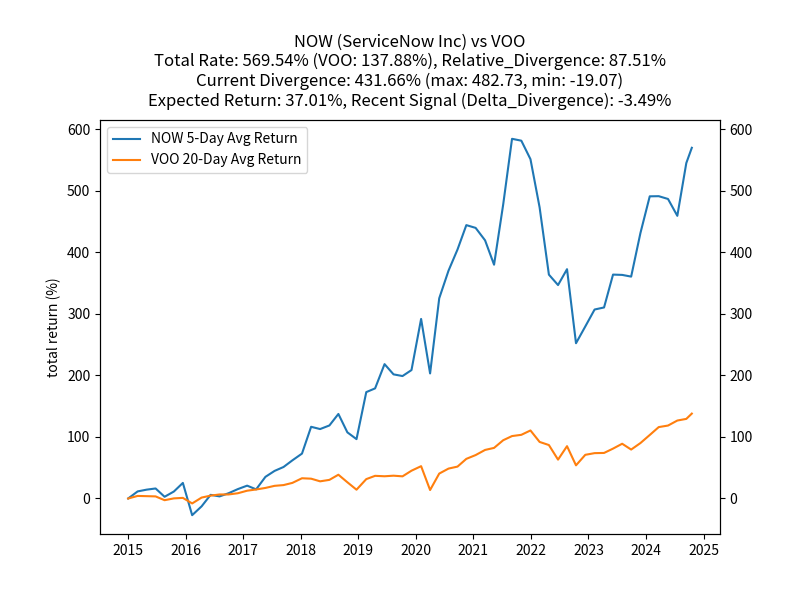 NOW (ServiceNow Inc) vs VOO
Total Rate: 569.54% (VOO: 137.88%), Relative_Divergence: 87.51%
Current Divergence: 431.66% (max: 482.73, min: -19.07)
Expected Return: 37.01%, Recent Signal (Delta_Divergence): -3.49%
NOW 5-Day Avg Return
VOO 20-Day Avg Return
total return (%)
600 600
500 500
400 400
300 300
200 200
100 100
0 0
2015 2016 2017 2018 2019 2020 2021 2022 2023 2024 2025